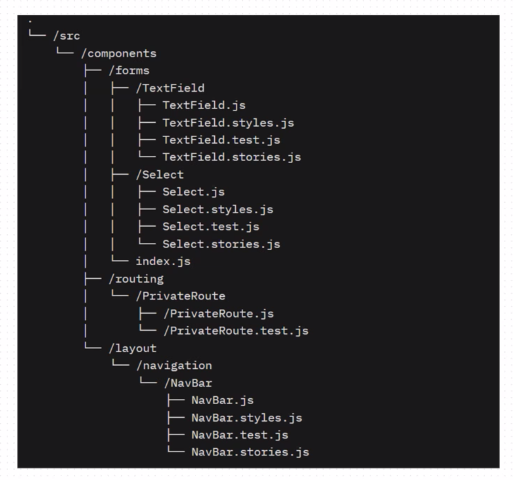 .
└── /src
    └── /components
        ├── /forms
        │   ├── /TextField
        │   │   ├── TextField.js
        │   │   ├── TextField.styles.js
        │   │   ├── TextField.test.js
        │   │   └── TextField.stories.js
        │   ├── /Select
        │   │   ├── Select.js
        │   │   ├── Select.styles.js
        │   │   ├── Select.test.js
        │   │   └── Select.stories.js
        │   └── index.js
        ├── /routing
        │   └── /PrivateRoute
        │       ├── /PrivateRoute.js
        │       └── /PrivateRoute.test.js
        └── /layout
            └── /navigation
                └── /NavBar
                    ├── NavBar.js
                    ├── NavBar.styles.js
                    ├── NavBar.test.js
                    └── NavBar.stories.js